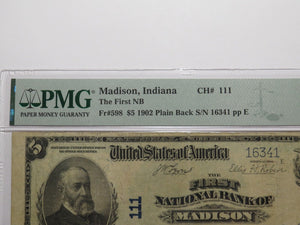 PMG
PAPER MONEY GUARANTY
Madison, Indiana CH# 111
The First NB
Fr#598 $5 1902 Plain Back S/N 16341 pp E
United States of America
5
16341
E
THE
FIRST
NATIONAL BANK OF
MADISON
111